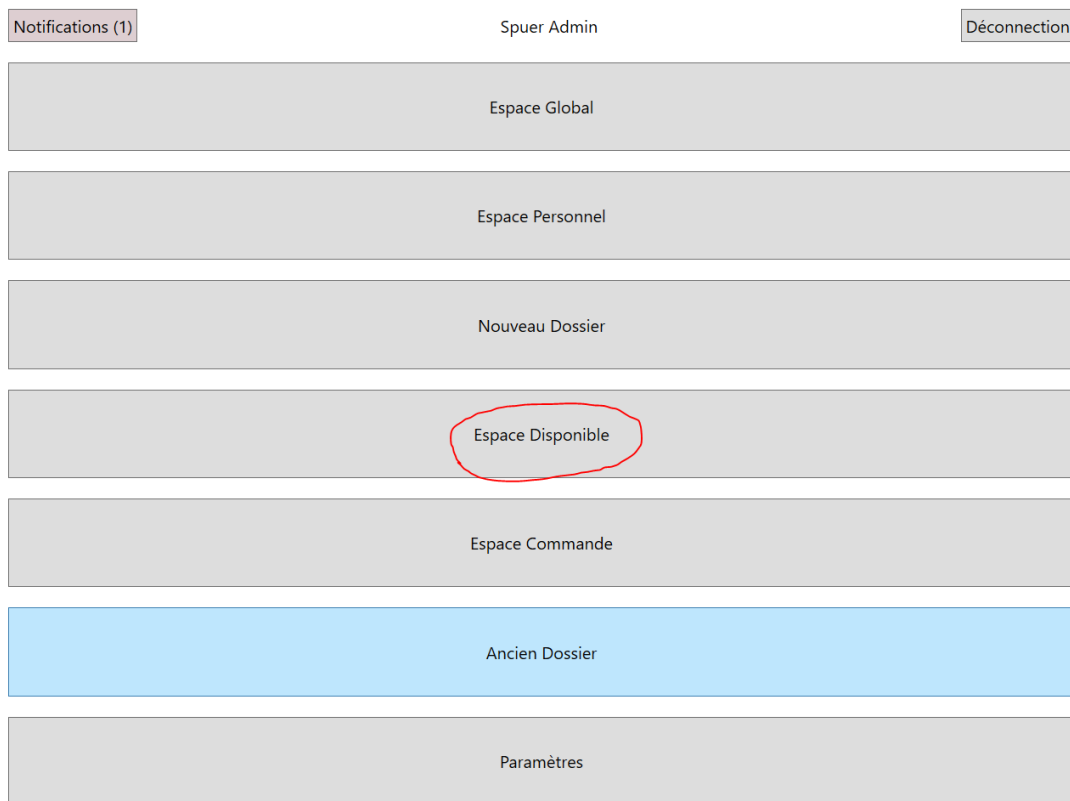 Notifications (1) Spuer Admin Déconnection
Espace Global
Espace Personnel
Nouveau Dossier
Espace Disponible
Espace Commande
Ancien Dossier
Paramètres